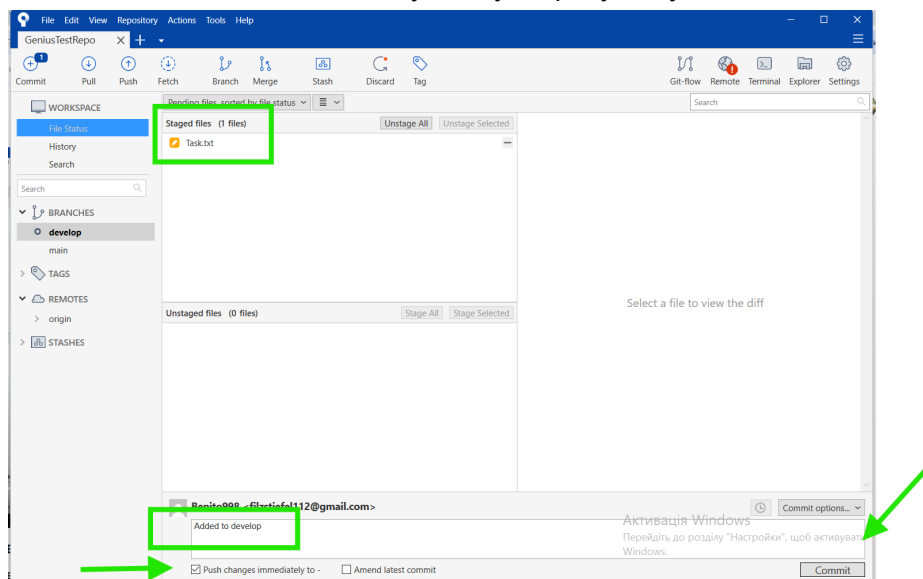 File Edit View Repository Actions Tools Help
GeniusTestRepo
1
Commit Pull Push Fetch Branch Merge Stash Discard Tag Git-flow Remote Terminal Explorer Settings
WORKSPACE
Pending files, sorted by file status
Search
File Status
Staged files (1 files) Unstage All Unstage Selected
History
Task.txt
Search
Search
BRANCHES
develop
main
TAGS
REMOTES
origin
STASHES
Select a file to view the diff
Unstaged files (0 files) Stage All Stage Selected
Benito998 <filzstiefel112@gmail.com>
Commit options...
Added to develop
Активація Windows
Перейдіть до розділу "Настройки", щоб активувати
Windows.
Push changes immediately to - Amend latest commit Commit